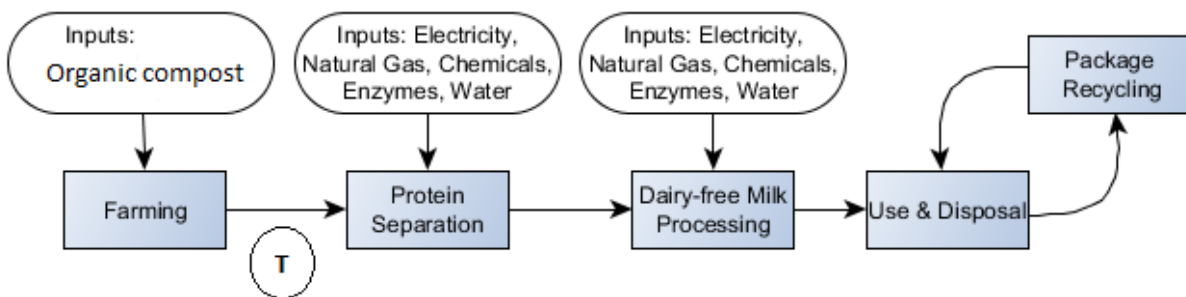 Inputs:
Organic compost
Inputs: Electricity,
Natural Gas, Chemicals,
Enzymes, Water
Inputs: Electricity,
Natural Gas, Chemicals,
Enzymes, Water
Package
Recycling
Farming
Protein
Separation
Dairy-free Milk
Processing
Use & Disposal
T